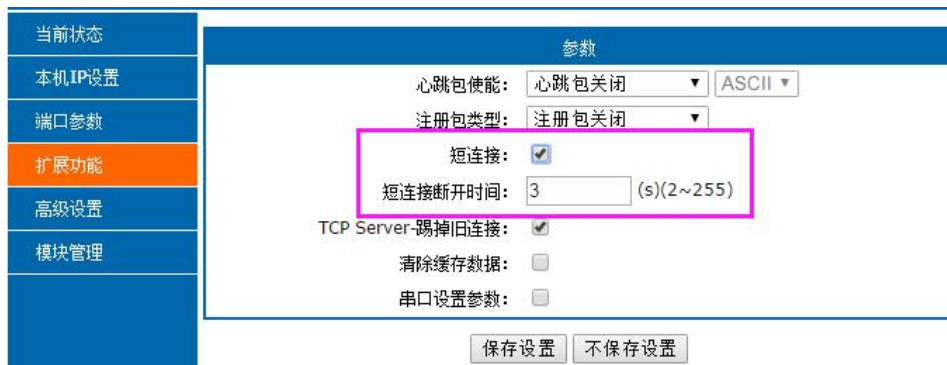 当前状态
本机IP设置
端口参数
扩展功能
高级设置
模块管理
参数
心跳包使能： 心跳包关闭 ASCII
注册包类型： 注册包关闭
短连接：
短连接断开时间： 3 (s)(2~255)
TCP Server-踢掉旧连接：
清除缓存数据：
串口设置参数：
保存设置 不保存设置